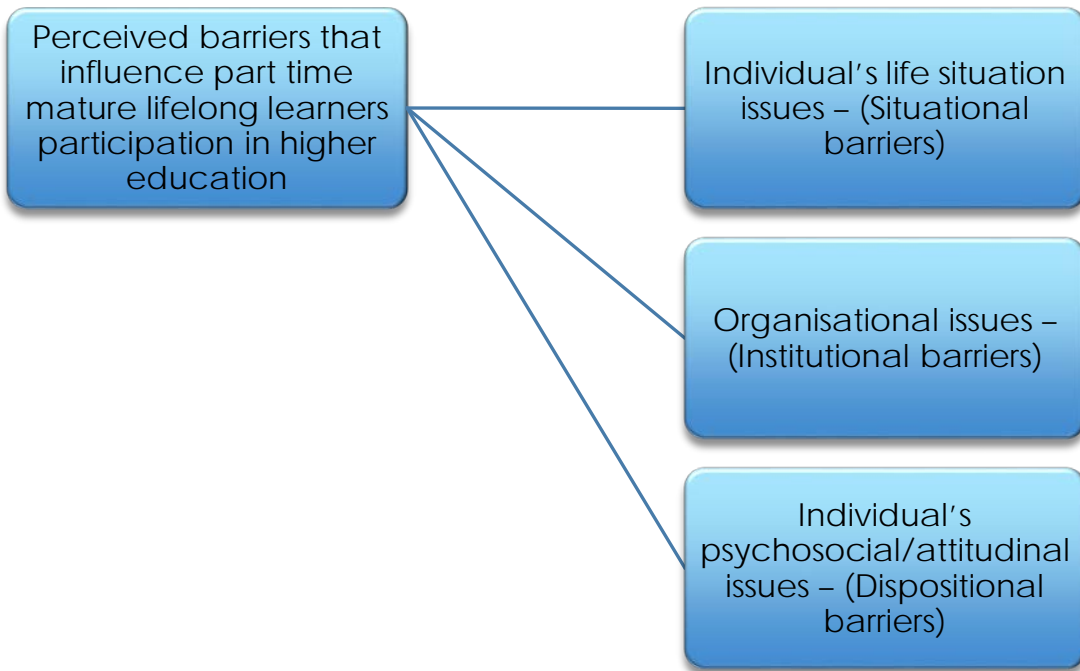 Perceived barriers that
influence part time
mature lifelong learners
participation in higher
education
Individual's life situation
issues – (Situational
barriers)
Organisational issues –
(Institutional barriers)
Individual's
psychosocial/attitudinal
issues – (Dispositional
barriers)